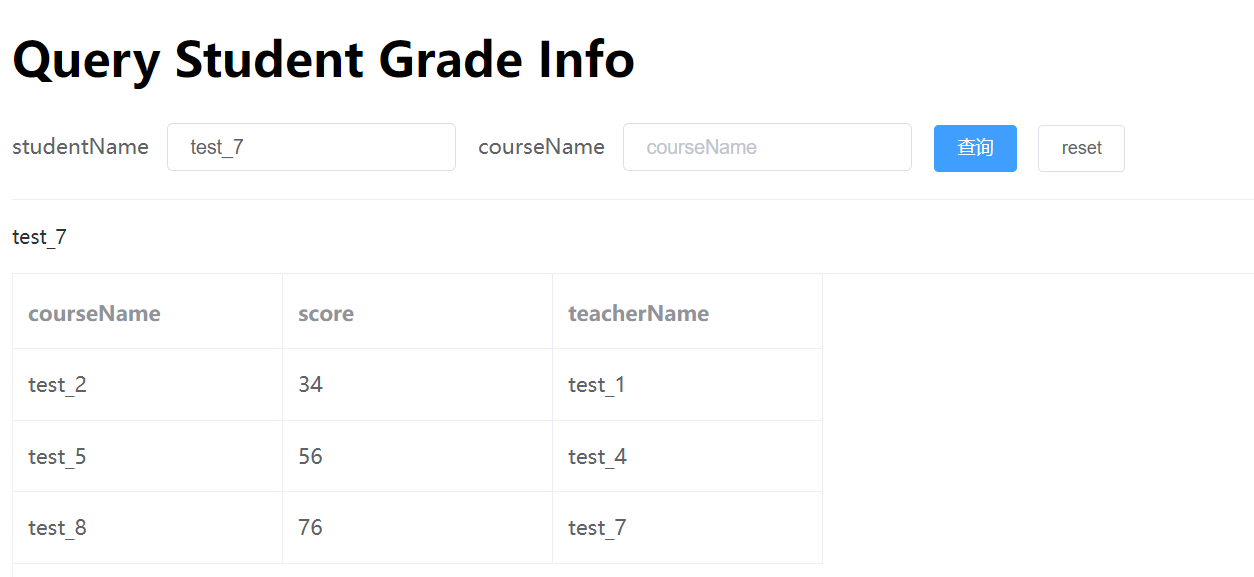 Query Student Grade Info
studentName test_7 courseName courseName 查询 reset
test_7
courseName score teacherName
test_2 34 test_1
test_5 56 test_4
test_8 76 test_7